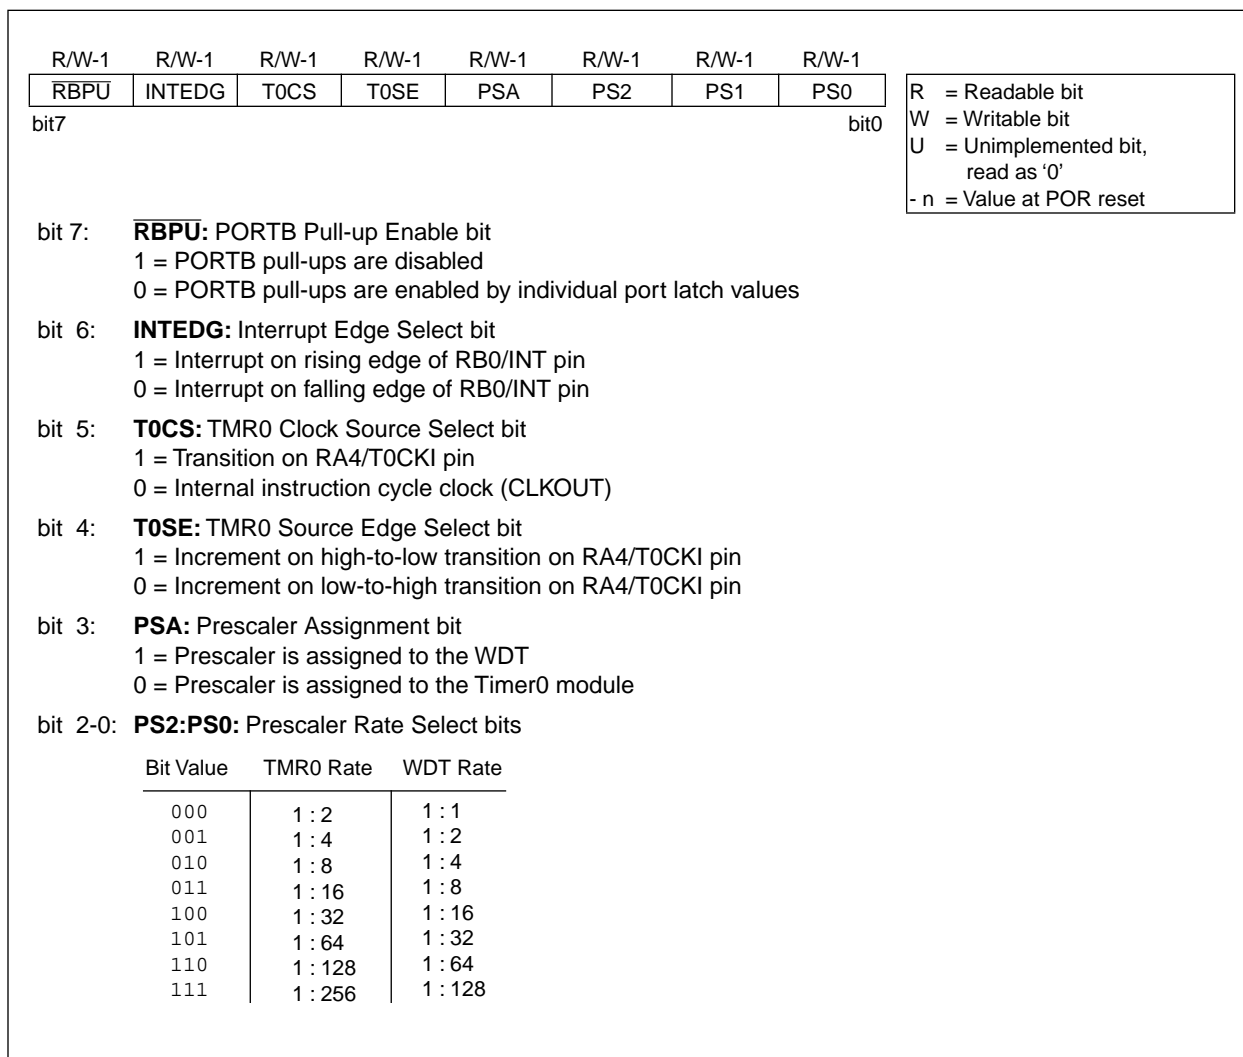 R/W-1 R/W-1 R/W-1 R/W-1 R/W-1 R/W-1 R/W-1 R/W-1
RBPU INTEDG T0CS T0SE PSA PS2 PS1 PS0
bit7 bit0
R = Readable bit
W = Writable bit
U = Unimplemented bit,
read as ‘0’
- n = Value at POR reset
bit 7: RBPU: PORTB Pull-up Enable bit
1 = PORTB pull-ups are disabled
0 = PORTB pull-ups are enabled by individual port latch values
bit 6: INTEDG: Interrupt Edge Select bit
1 = Interrupt on rising edge of RB0/INT pin
0 = Interrupt on falling edge of RB0/INT pin
bit 5: T0CS: TMR0 Clock Source Select bit
1 = Transition on RA4/T0CKI pin
0 = Internal instruction cycle clock (CLKOUT)
bit 4: T0SE: TMR0 Source Edge Select bit
1 = Increment on high-to-low transition on RA4/T0CKI pin
0 = Increment on low-to-high transition on RA4/T0CKI pin
bit 3: PSA: Prescaler Assignment bit
1 = Prescaler is assigned to the WDT
0 = Prescaler is assigned to the Timer0 module
bit 2-0: PS2:PS0: Prescaler Rate Select bits
Bit Value TMR0 Rate WDT Rate
000 1 : 2 1 : 1
001 1 : 4 1 : 2
010 1 : 8 1 : 4
011 1 : 16 1 : 8
100 1 : 32 1 : 16
101 1 : 64 1 : 32
110 1 : 128 1 : 64
111 1 : 256 1 : 128